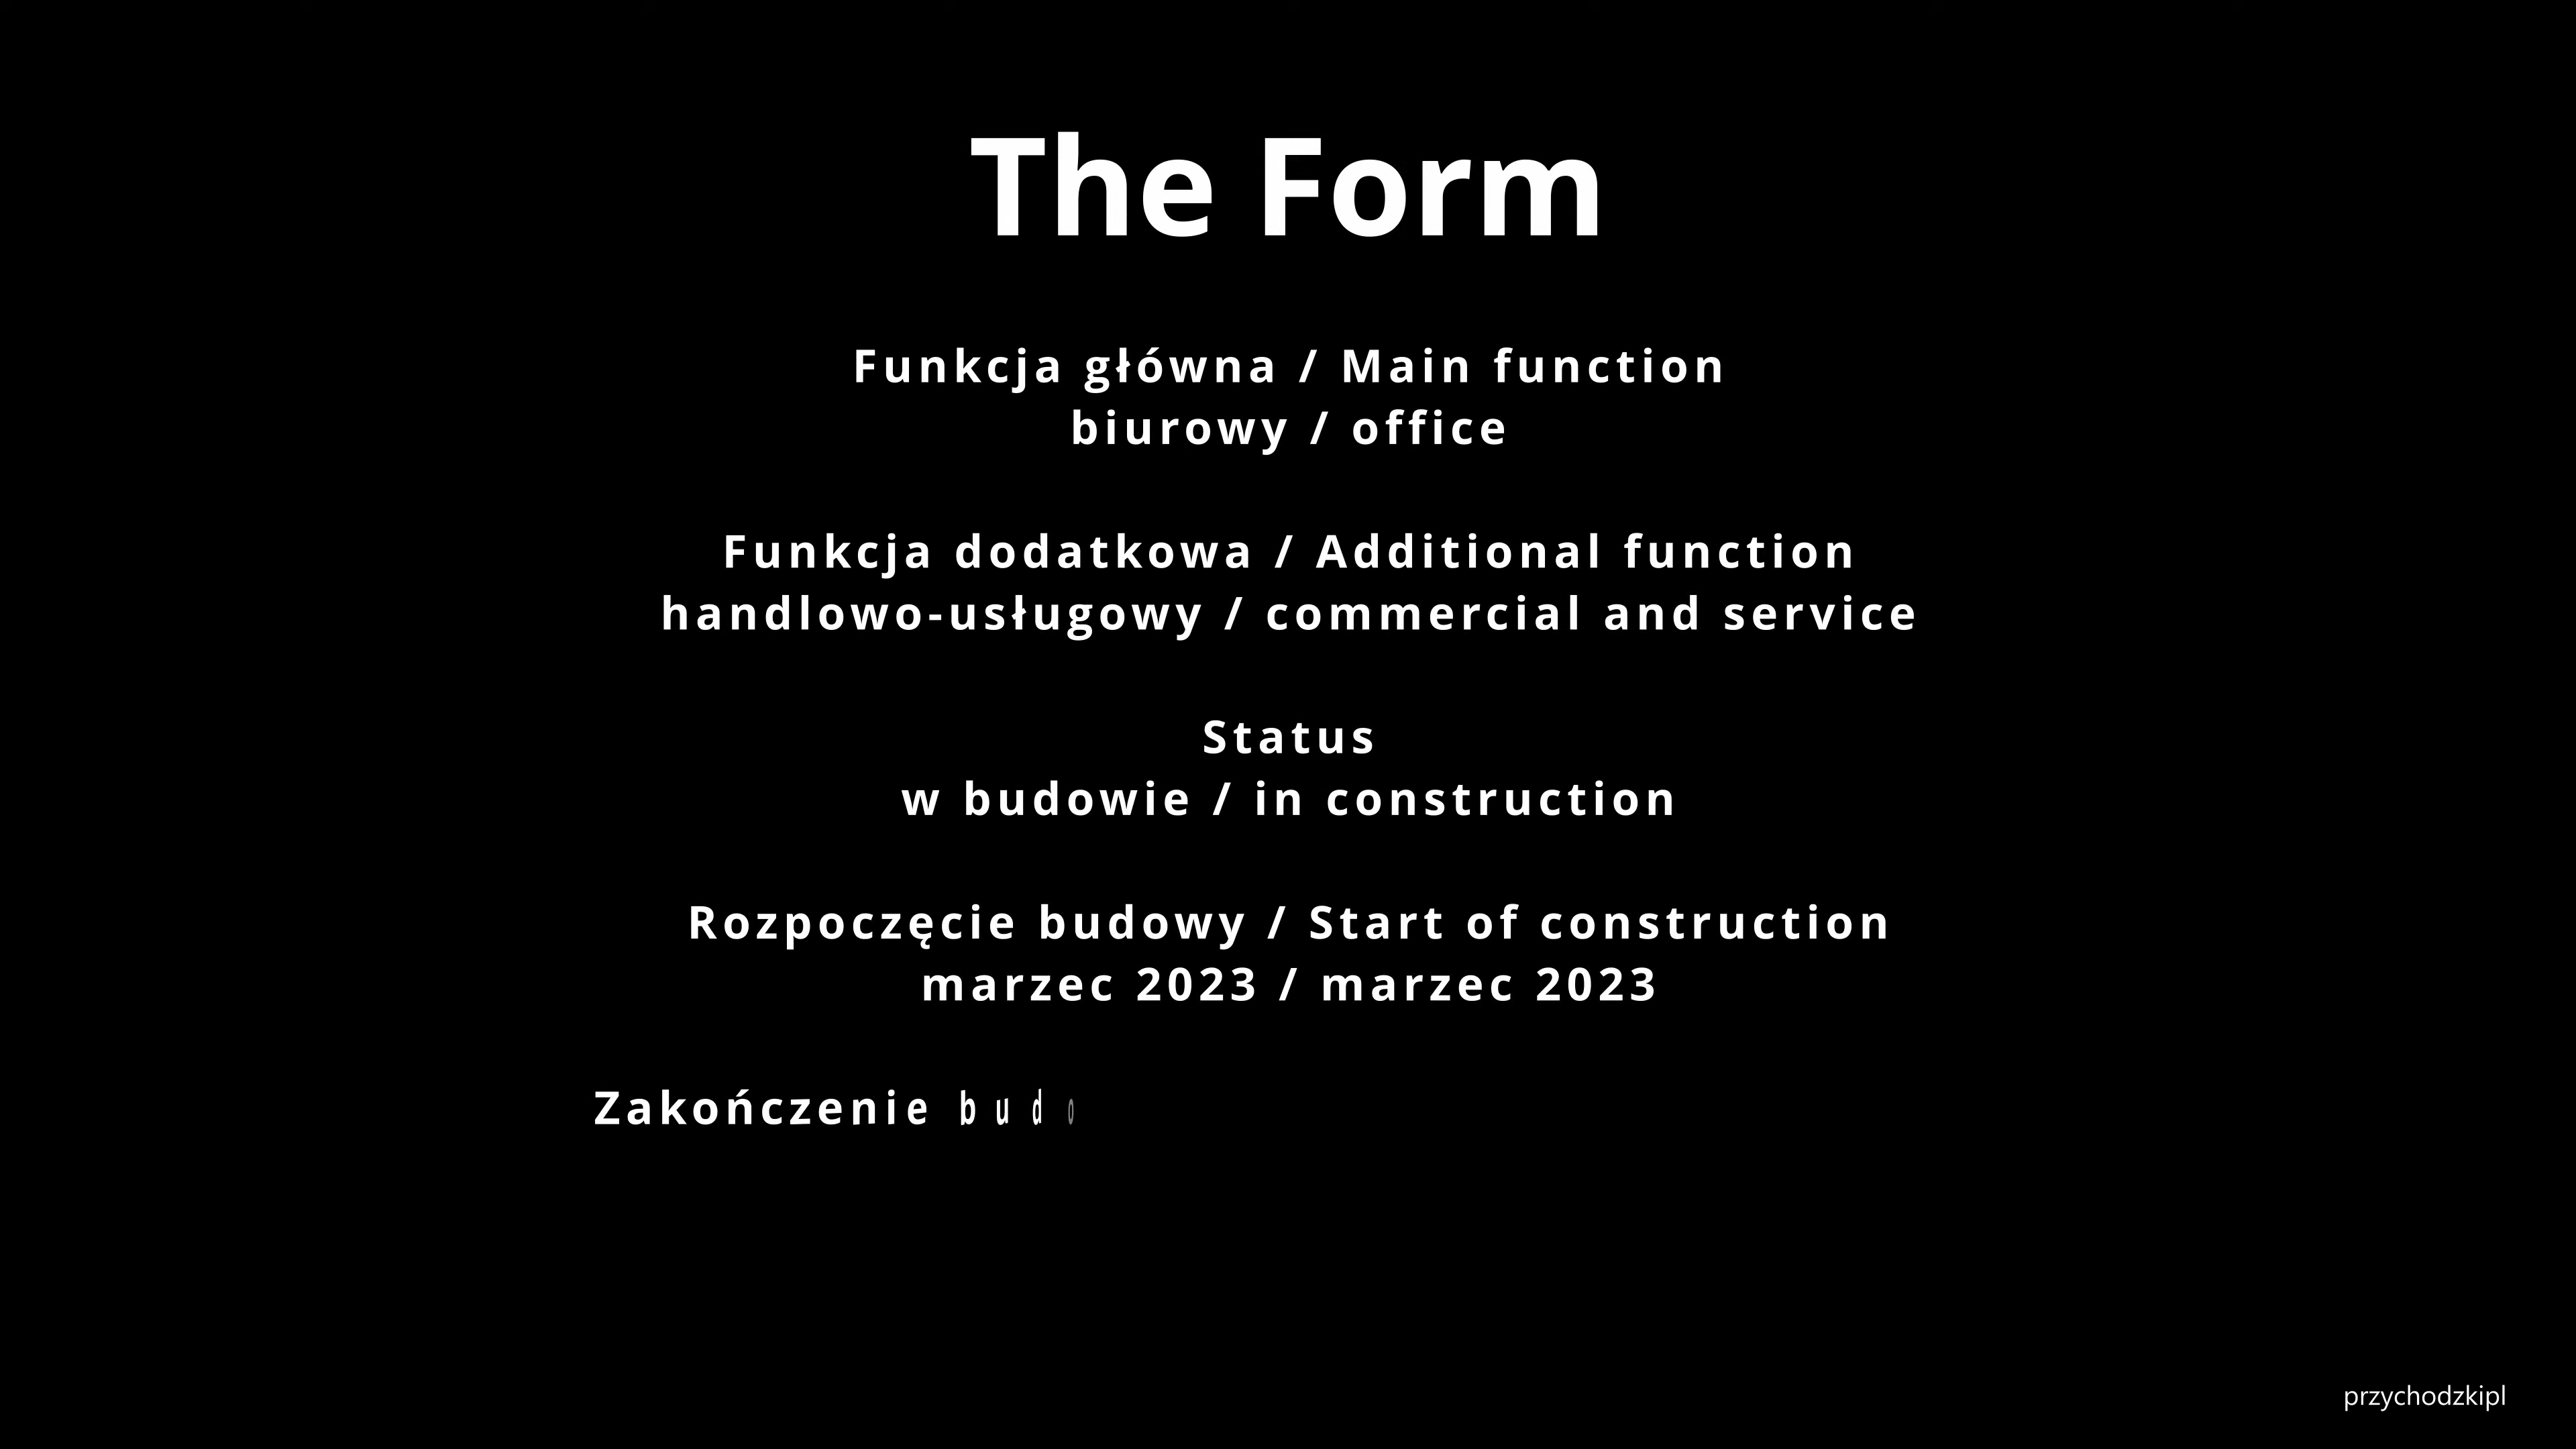 The Form
Funkcja główna / Main function
biurowy / office
Funkcja dodatkowa / Additional function
handlowo-usługowy / commercial and service
Status
w budowie / in construction
Rozpoczęcie budowy / Start of construction
marzec 2023 / marzec 2023
Zakończenie budo
przychodzkipl